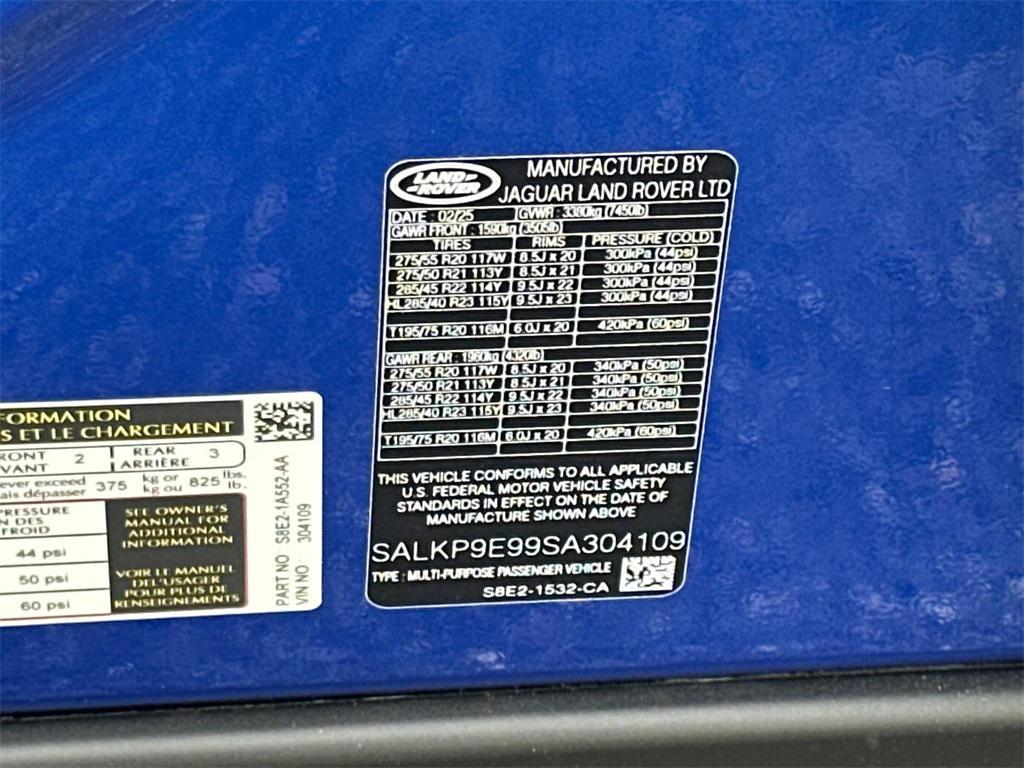 LAND-
-ROVER
MANUFACTURED BY
JAGUAR LAND ROVER LTD
DATE : 02/25 GVWR : 3380kg (7450lb)
GAWR FRONT : 1590kg (3505lb)
TIRES RIMS PRESSURE (COLD)
275/55 R20 117W 8.5J x 20 300kPa (44psi)
275/50 R21 113Y 8.5J x 21 300kPa (44psi)
285/45 R22 114Y 9.5J x 22 300kPa (44psi)
HL285/40 R23 115Y 9.5J x 23 300kPa (44psi)
T195/75 R20 116M 6.0J x 20 420kPa (60psi)
GAWR REAR : 1960kg (4320lb)
275/55 R20 117W 8.5J x 20 340kPa (50psi)
275/50 R21 113Y 8.5J x 21 340kPa (50psi)
285/45 R22 114Y 9.5J x 22 340kPa (50psi)
HL285/40 R23 115Y 9.5J x 23 340kPa (50psi)
T195/75 R20 116M 6.0J x 20 420kPa (60psi)
THIS VEHICLE CONFORMS TO ALL APPLICABLE
U.S. FEDERAL MOTOR VEHICLE SAFETY
STANDARDS IN EFFECT ON THE DATE OF
MANUFACTURE SHOWN ABOVE
SALKP9E99SA304109
TYPE : MULTI-PURPOSE PASSENGER VEHICLE
S8E2-1532-CA
FORMATION
S ET LE CHARGEMENT
RONT 2 REAR 3
VANT ARRIÈRE
ever exceed 375 kg or 825 lbs.
ais dépasser kg ou lb.
PRESSURE
N DES
FROID
44 psi
50 psi
60 psi
SEE OWNER'S
MANUAL FOR
ADDITIONAL
INFORMATION
VOIR LE MANUEL
DE L'USAGER
POUR PLUS DE
RENSEIGNEMENTS
PART NO : S8E2-1A552-AA
VIN NO : 304109